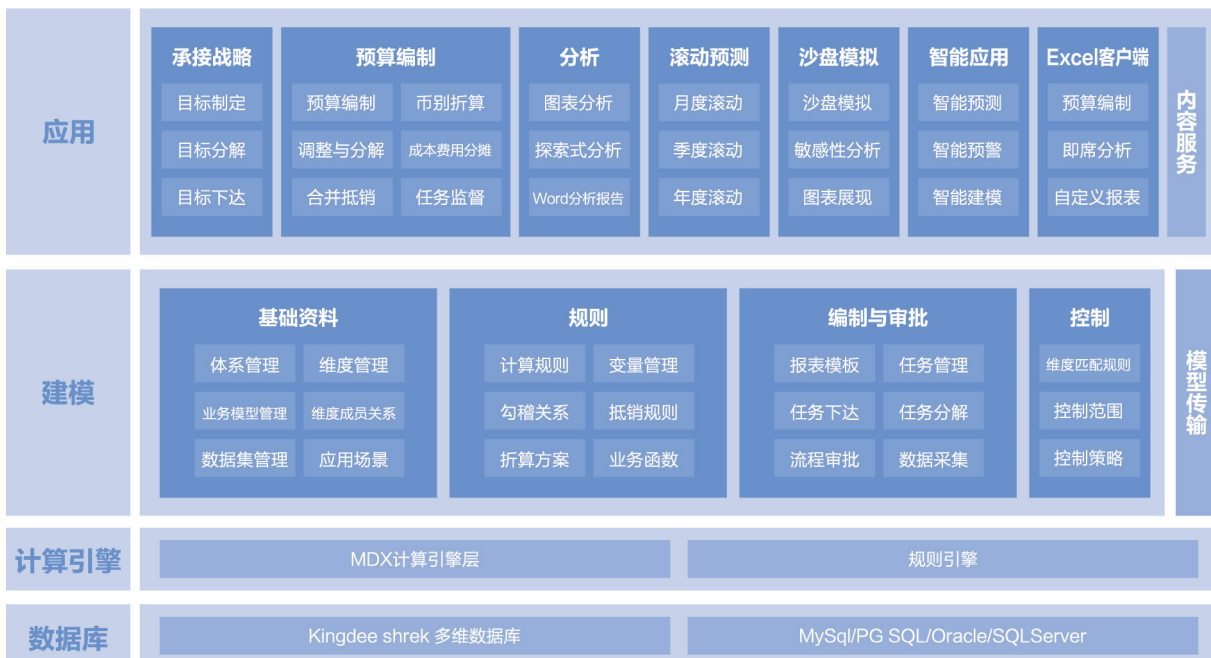 应用
承接战略
目标制定
目标分解
目标下达
预算编制
预算编制
币别折算
调整与分解
成本费用分摊
合并抵销
任务监督
分析
图表分析
探索式分析
Word分析报告
滚动预测
月度滚动
季度滚动
年度滚动
沙盘模拟
沙盘模拟
敏感性分析
图表展现
智能应用
智能预测
智能预警
智能建模
Excel客户端
预算编制
即席分析
自定义报表
内容服务
建模
基础资料
体系管理
维度管理
业务模型管理
维度成员关系
数据集管理
应用场景
规则
计算规则
变量管理
勾稽关系
抵销规则
折算方案
业务函数
编制与审批
报表模板
任务管理
任务下达
任务分解
流程审批
数据采集
控制
维度匹配规则
控制范围
控制策略
模型传输
计算引擎
MDX计算引擎层
规则引擎
数据库
Kingdee shrek 多维数据库
MySql/PG SQL/Oracle/SQLServer